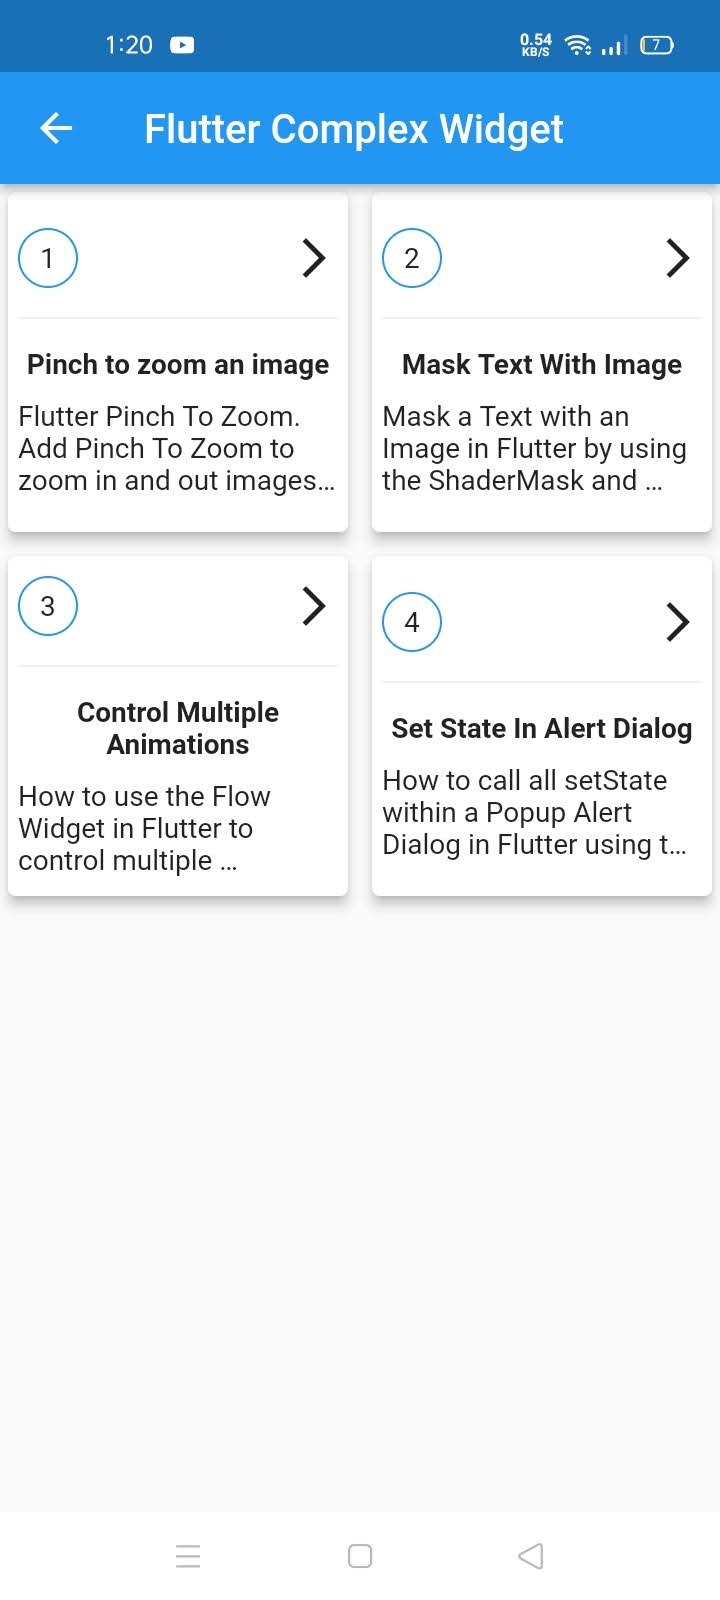 1:20
0.54
KB/S
7
Flutter Complex Widget
1
2
Pinch to zoom an image
Flutter Pinch To Zoom.
Add Pinch To Zoom to
zoom in and out images...
Mask Text With Image
Mask a Text with an
Image in Flutter by using
the ShaderMask and ...
3
4
Control Multiple
Animations
How to use the Flow
Widget in Flutter to
control multiple ...
Set State In Alert Dialog
How to call all setState
within a Popup Alert
Dialog in Flutter using t...